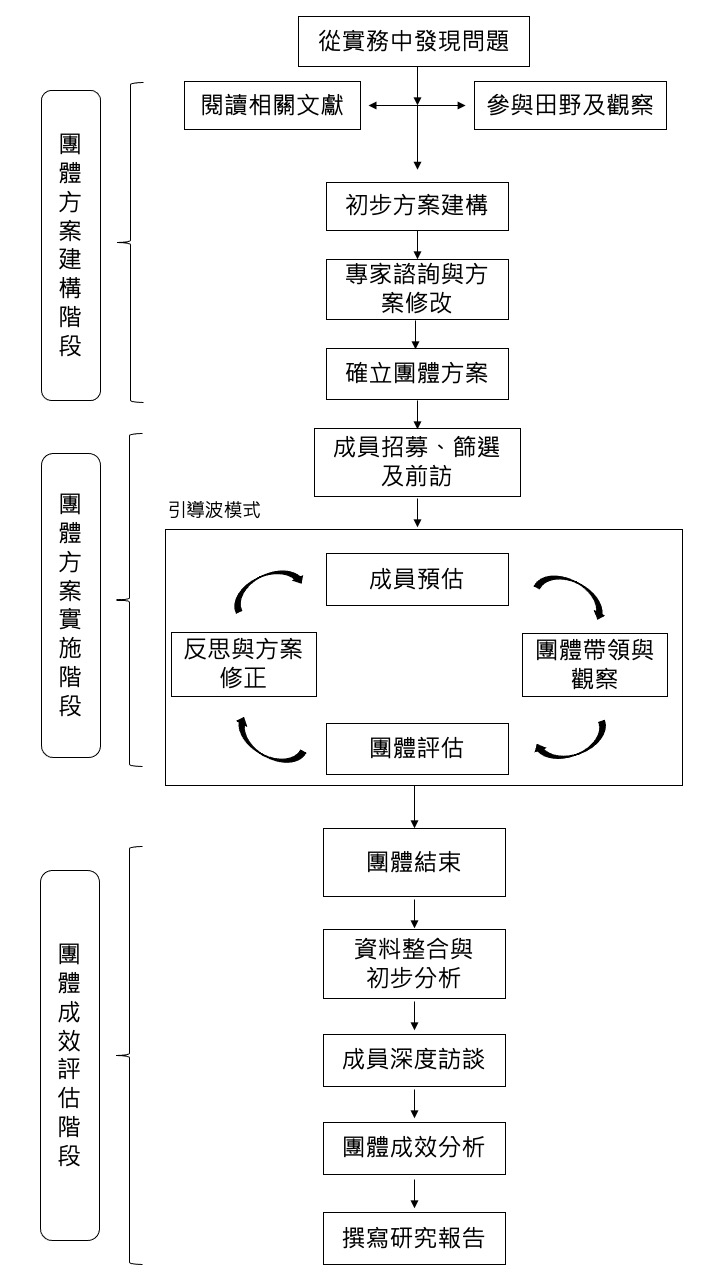 從實務中發現問題
閱讀相關文獻
參與田野及觀察
團體方案建構階段
初步方案建構
專家諮詢與方
案修改
確立團體方案
成員招募、篩選
及前訪
團體方案實施階段
引導波模式
成員預估
反思與方案
修正
團體帶領與
觀察
團體評估
團體結束
團體成效評估階段
資料整合與
初步分析
成員深度訪談
團體成效分析
撰寫研究報告